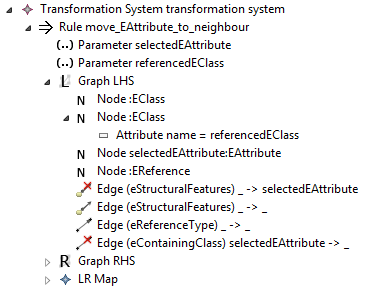 Transformation System transformation system
Rule move_EAttribute_to_neighbour
(..) Parameter selectedEAttribute
(..) Parameter referencedEClass
L Graph LHS
N Node :EClass
N Node :EClass
Attribute name = referencedEClass
N Node selectedEAttribute:EAttribute
N Node :EReference
Edge (eStructuralFeatures) _ -> selectedEAttribute
Edge (eStructuralFeatures) _ -> _
Edge (eReferenceType) _ -> _
Edge (eContainingClass) selectedEAttribute -> _
R Graph RHS
LR Map